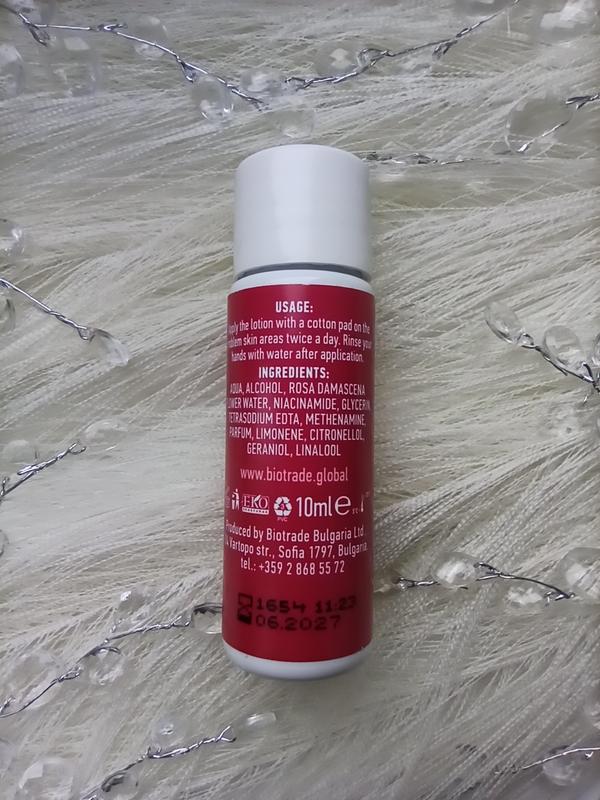 USAGE:
the lotion with a cotton pad on the
skin areas twice a day. Rinse your
hands with water after application.
INGREDIENTS:
AQUA, ALCOHOL, ROSA DAMASCENA
WATER, NIACINAMIDE, GLYCERIN,
TETRASODIUM EDTA, METHENAMINE,
PARFUM, LIMONENE, CITRONELLOL,
GERANIOL, LINALOOL
www.biotrade.global
EKO 10ml e
PVC
Produced by Biotrade Bulgaria Ltd.
Vartopo str., Sofia 1797, Bulgaria,
tel.: +359 2 868 55 72
1654 11:23
06.2027